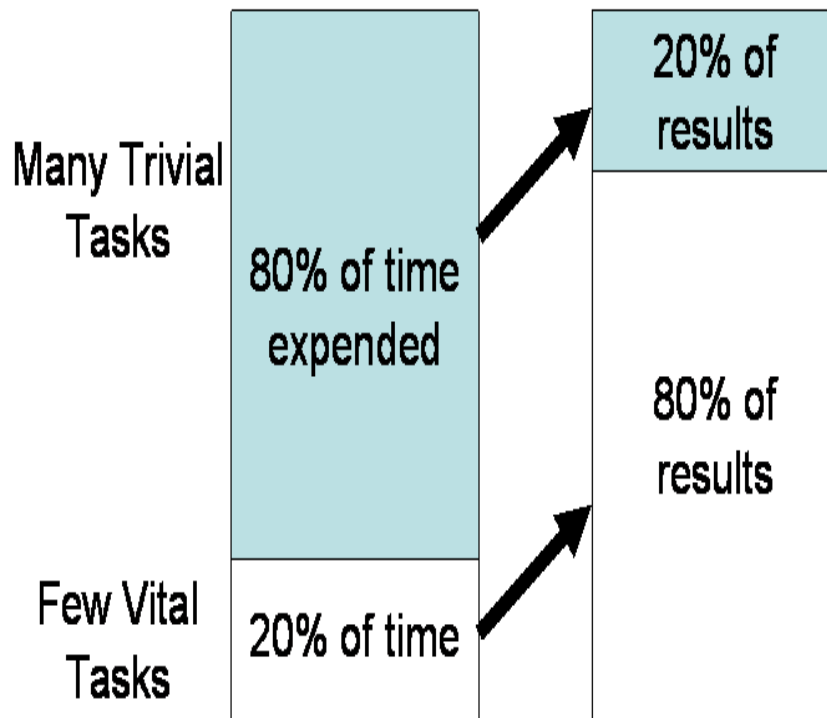 Many Trivial
Tasks
80% of time
expended
20% of
results
80% of
results
Few Vital
Tasks
20% of time